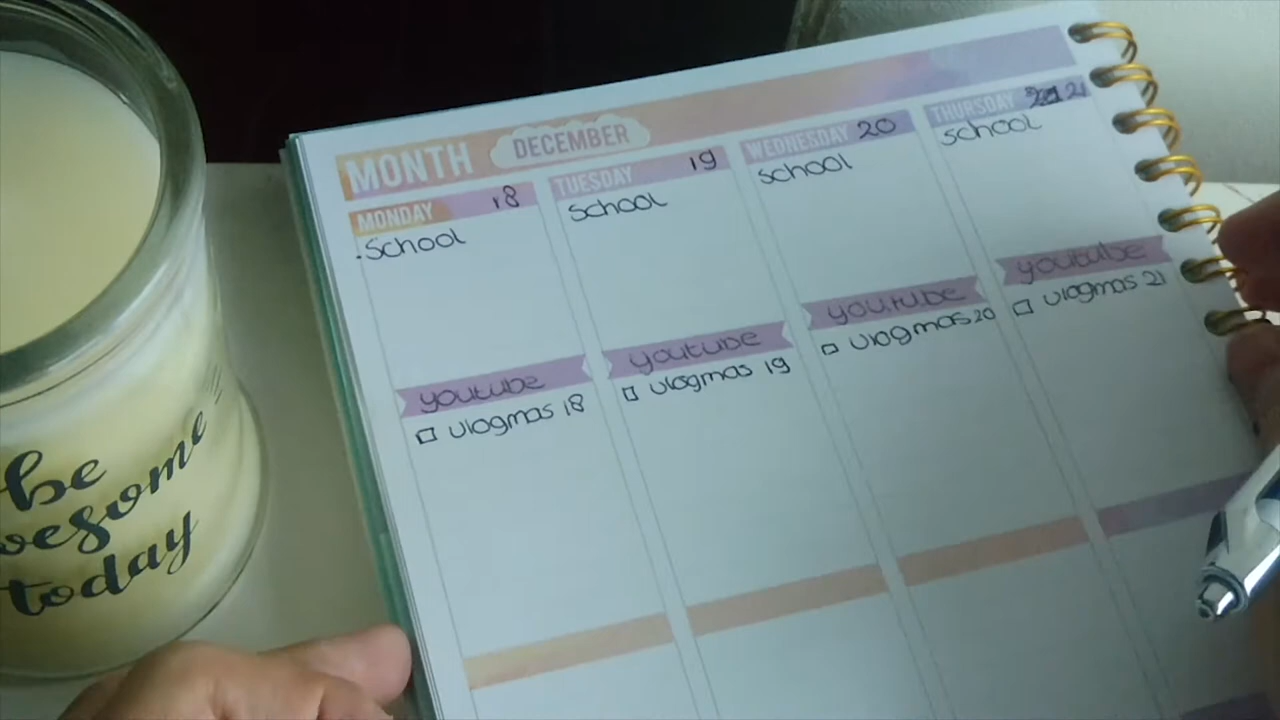 MONTH DECEMBER
MONDAY 18
.School
youtube
vlogmas 18
TUESDAY 19
School
youtube
vlogmas 19
WEDNESDAY 20
School
youtube
vlogmas 20
THURSDAY 21
School
youtube
vlogmas 21
be
awesome
today